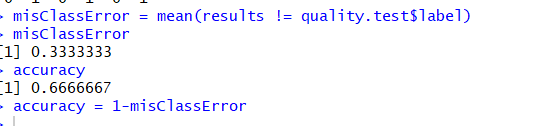 > misClassError = mean(results != quality.test$label)
> misClassError
[1] 0.3333333
> accuracy
[1] 0.6666667
> accuracy = 1-misClassError
>